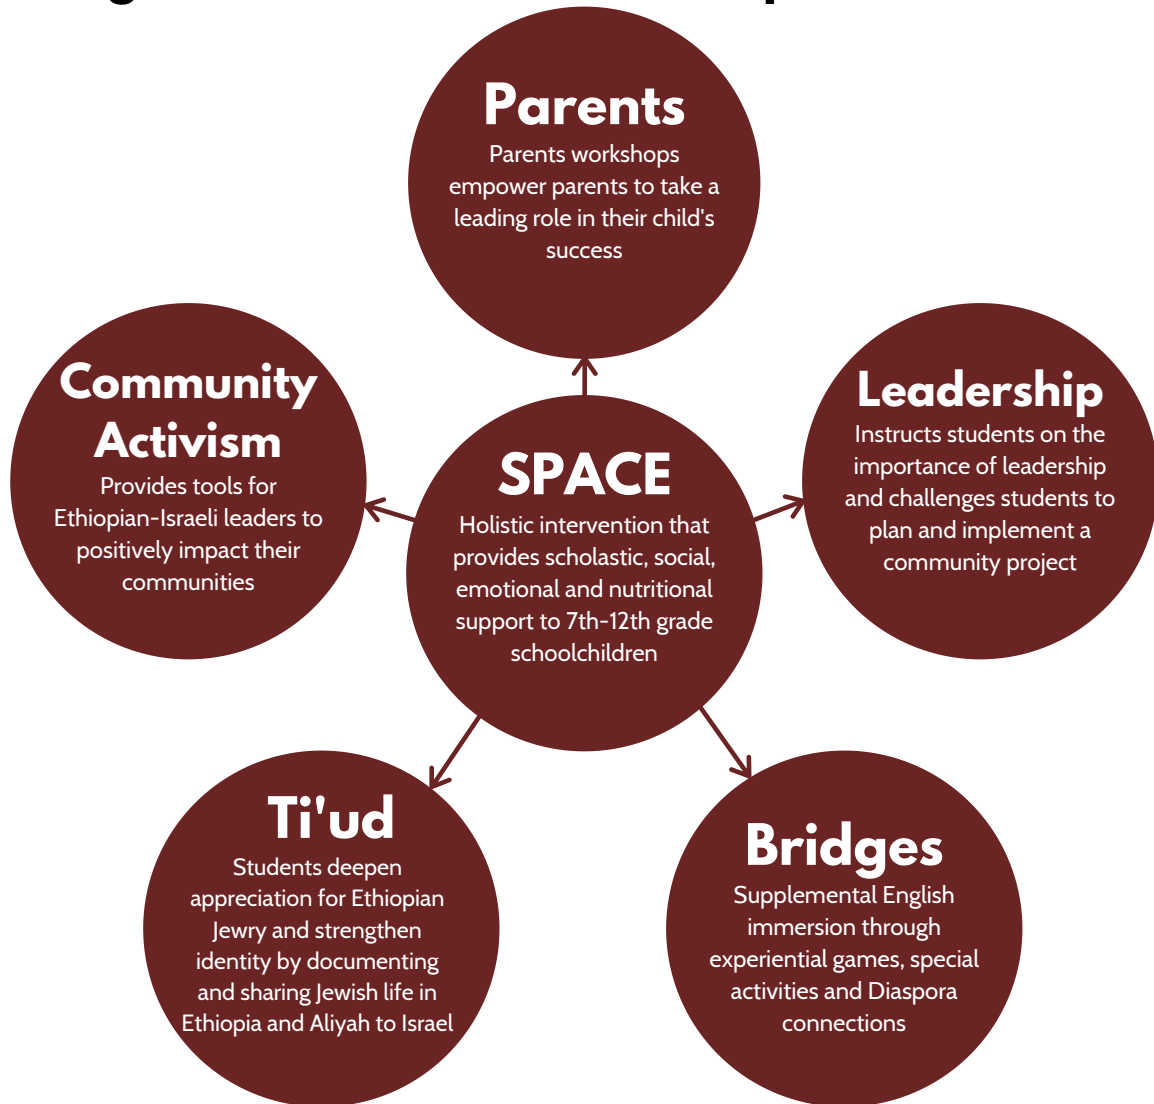 Parents
Parents workshops
empower parents to take a
leading role in their child's
success
Community
Activism
Provides tools for
Ethiopian-Israeli leaders to
positively impact their
communities
Leadership
Instructs students on the
importance of leadership
and challenges students to
plan and implement a
community project
SPACE
Holistic intervention that
provides scholastic, social,
emotional and nutritional
support to 7th-12th grade
schoolchildren
Ti'ud
Students deepen
appreciation for Ethiopian
Jewry and strengthen
identity by documenting
and sharing Jewish life in
Ethiopia and Aliyah to Israel
Bridges
Supplemental English
immersion through
experiential games, special
activities and Diaspora
connections